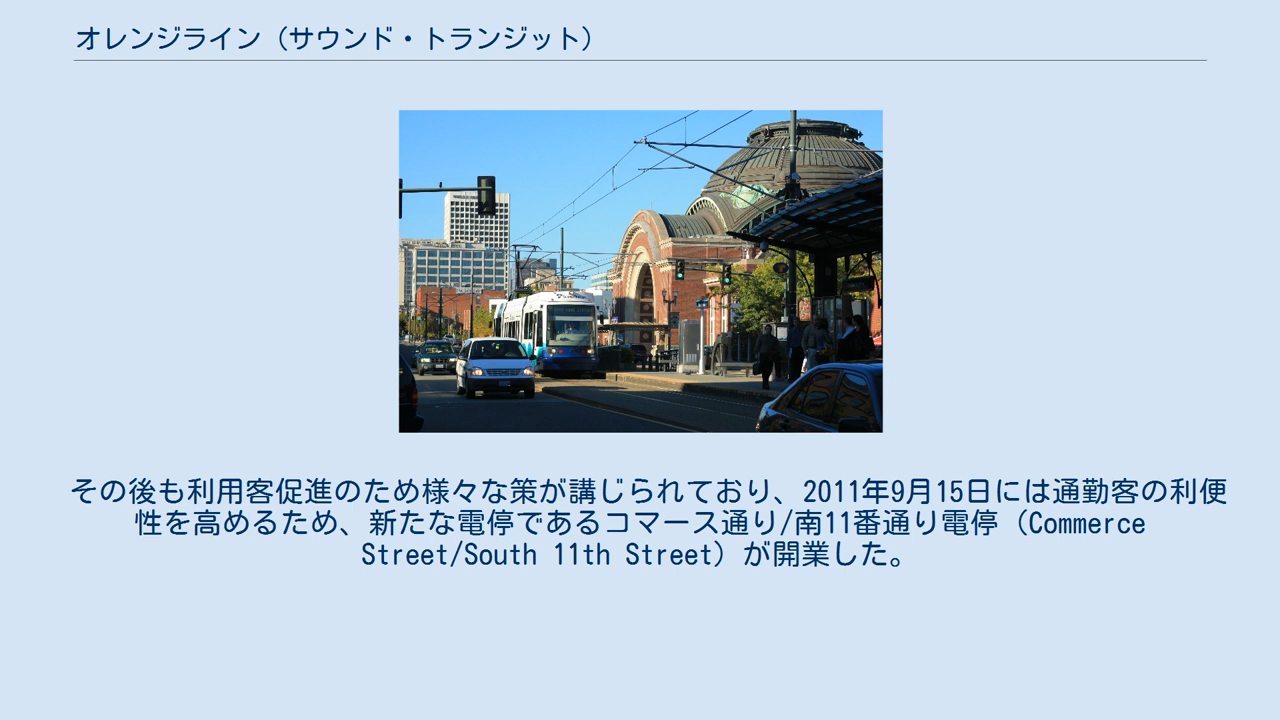 オレンジライン（サウンド・トランジット）
その後も利用客促進のため様々な策が講じられており、2011年9月15日には通勤客の利便
性を高めるため、新たな電停であるコマース通り/南11番通り電停（Commerce
Street/South 11th Street）が開業した。